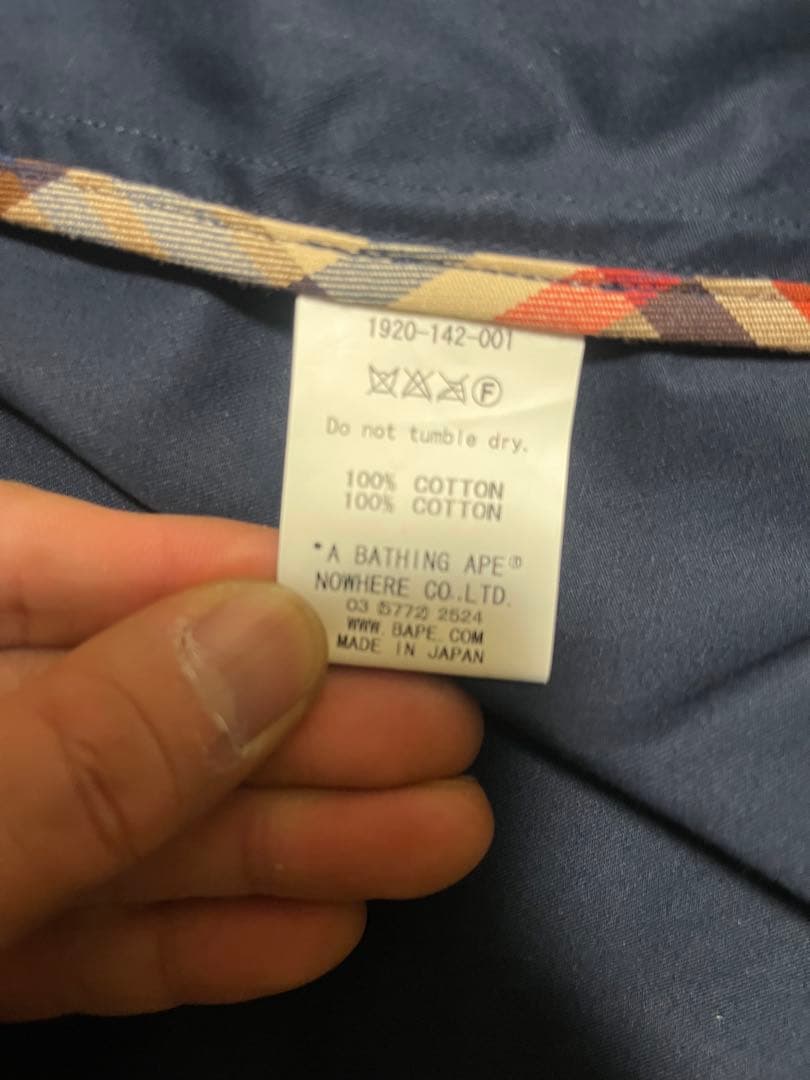 1920-142-001
F
Do not tumble dry.
100% COTTON
100% COTTON
"A BATHING APE®
NOWHERE CO.,LTD.
03 (5772) 2524
WWW.BAPE.COM
MADE IN JAPAN